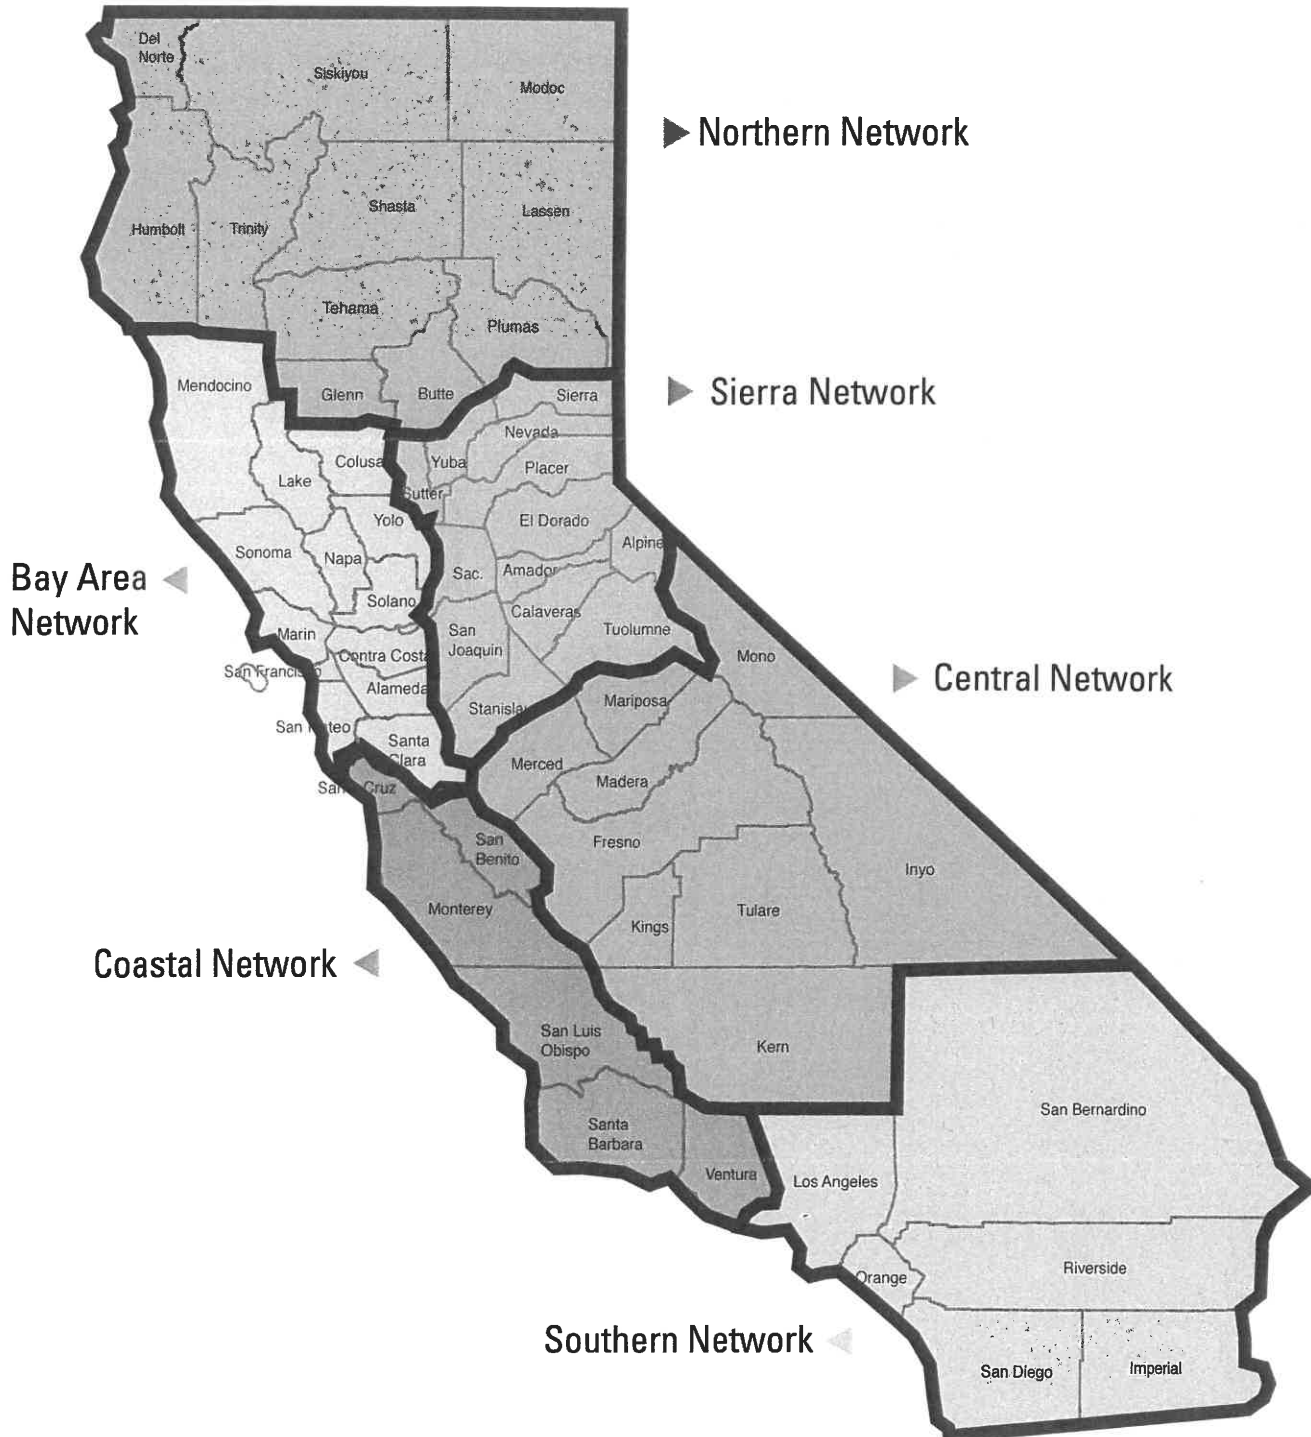 Del
Norte
Siskiyou
Modoc
Northern Network
Humbolt
Trinity
Shasta
Lassen
Tehama
Plumas
Mendocino
Glenn
Butte
Sierra
Sierra Network
Nevada
Colusa
Yuba
Placer
Lake
Sutter
Yolo
El Dorado
Sonoma
Napa
Alpine
Bay Area
Network
Sac.
Amador
Solano
Calaveras
Marin
San
Joaquin
Tuolumne
Contra Costa
Mono
San Francisco
Alameda
Central Network
Stanislau
Mariposa
San Mateo
Santa
Clara
Merced
Madera
Santa Cruz
San
Benito
Fresno
Inyo
Monterey
Kings
Tulare
Coastal Network
San Luis
Obispo
Kern
San Bernardino
Santa
Barbara
Ventura
Los Angeles
Riverside
Orange
Southern Network
San Diego
Imperial